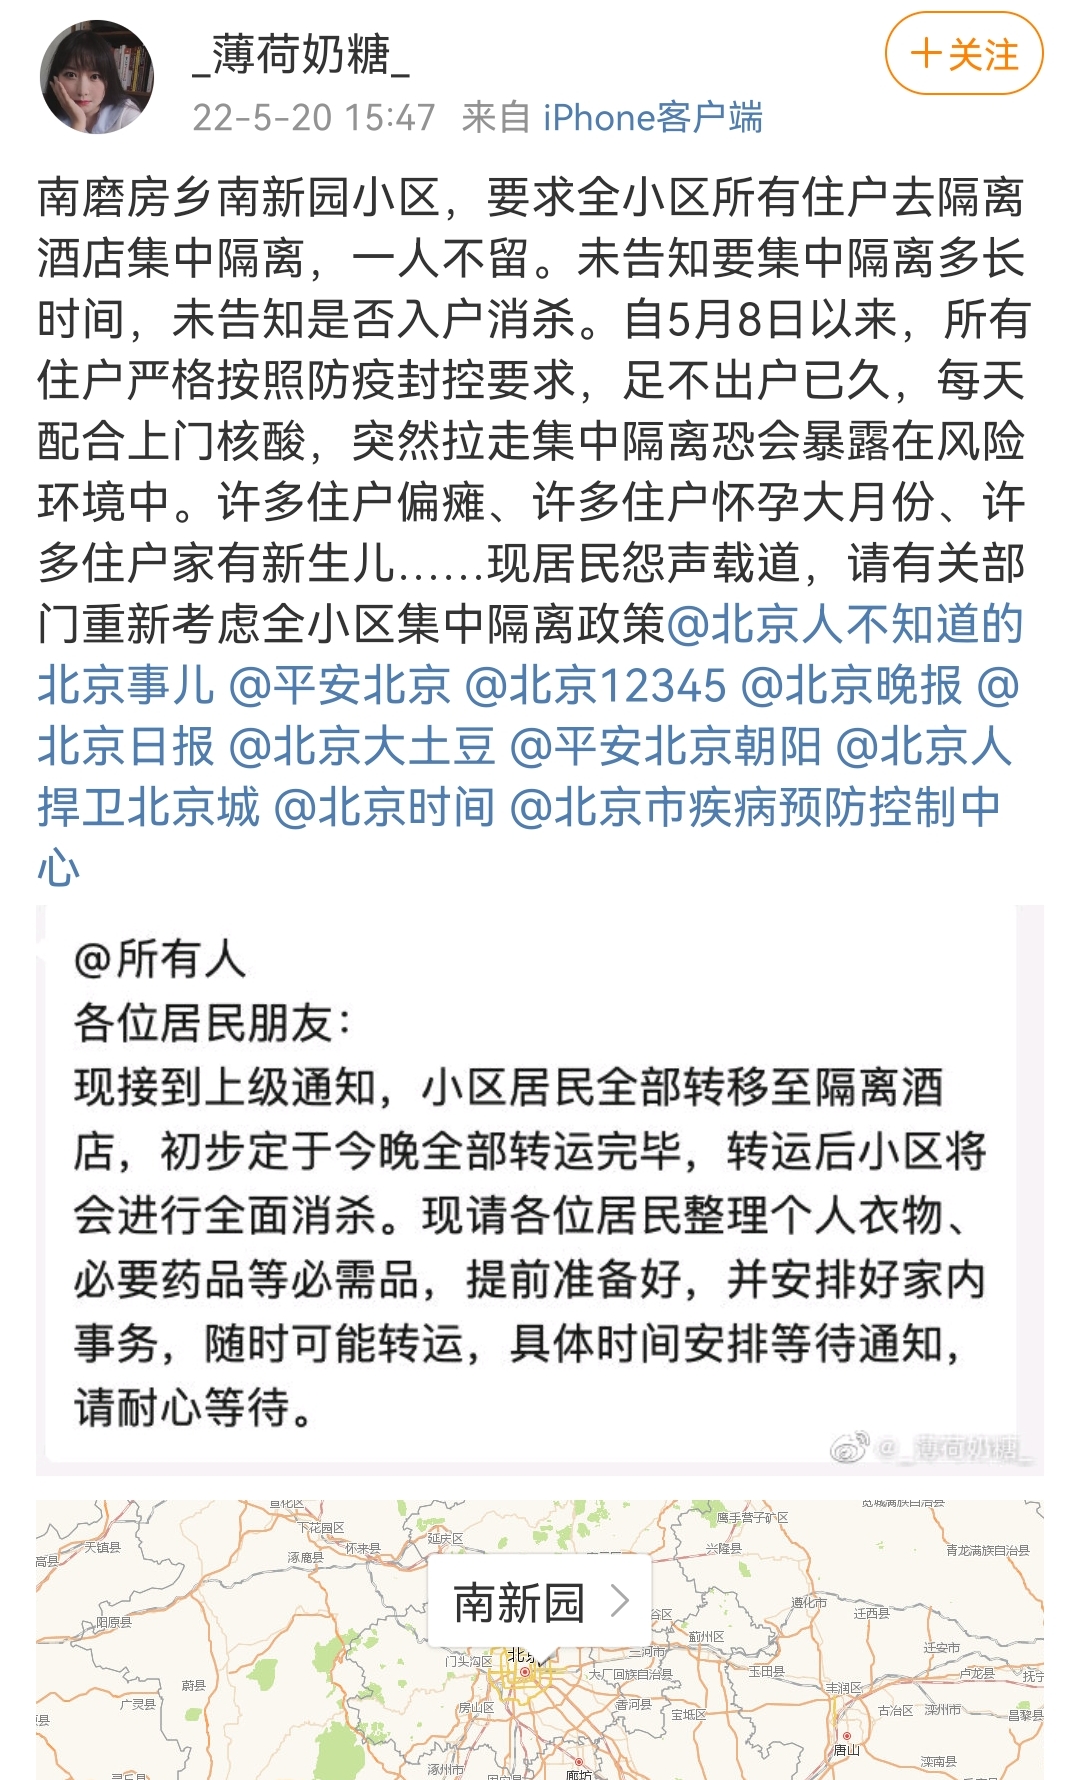 _薄荷奶糖_
+关注
22-5-20 15:47 来自 iPhone客户端
南磨房乡南新园小区，要求全小区所有住户去隔离
酒店集中隔离，一人不留。未告知要集中隔离多长
时间，未告知是否入户消杀。自5月8日以来，所有
住户严格按照防疫封控要求，足不出户已久，每天
配合上门核酸，突然拉走集中隔离恐会暴露在风险
环境中。许多住户偏瘫、许多住户怀孕大月份、许
多住户家有新生儿……现居民怨声载道，请有关部
门重新考虑全小区集中隔离政策@北京人不知道的
北京事儿 @平安北京 @北京12345 @北京晚报 @
北京日报 @北京大土豆 @平安北京朝阳 @北京人
捍卫北京城 @北京时间 @北京市疾病预防控制中
心
@所有人
各位居民朋友：
现接到上级通知，小区居民全部转移至隔离酒
店，初步定于今晚全部转运完毕，转运后小区将
会进行全面消杀。现请各位居民整理个人衣物、
必要药品等必需品，提前准备好，并安排好家内
事务，随时可能转运，具体时间安排等待通知，
请耐心等待。
@_薄荷奶糖_
宣化区
宽城满族自治县
下花园区
延庆区
鹰手营子矿区
天镇县
怀来县
兴隆县
青龙满族自治县
高县
涿鹿县
南新园
遵化市
迁西县
阳原县
谷区
蓟州区
迁安市
北京
三河市
门头沟区
大厂回族自治县
玉田县
卢龙县
抚宁
蔚县
丰润区
广灵县
房山区
香河县
宝坻区
古冶区
滦州市
昌黎县
县
唐山
涿州市
廊坊
滦南县